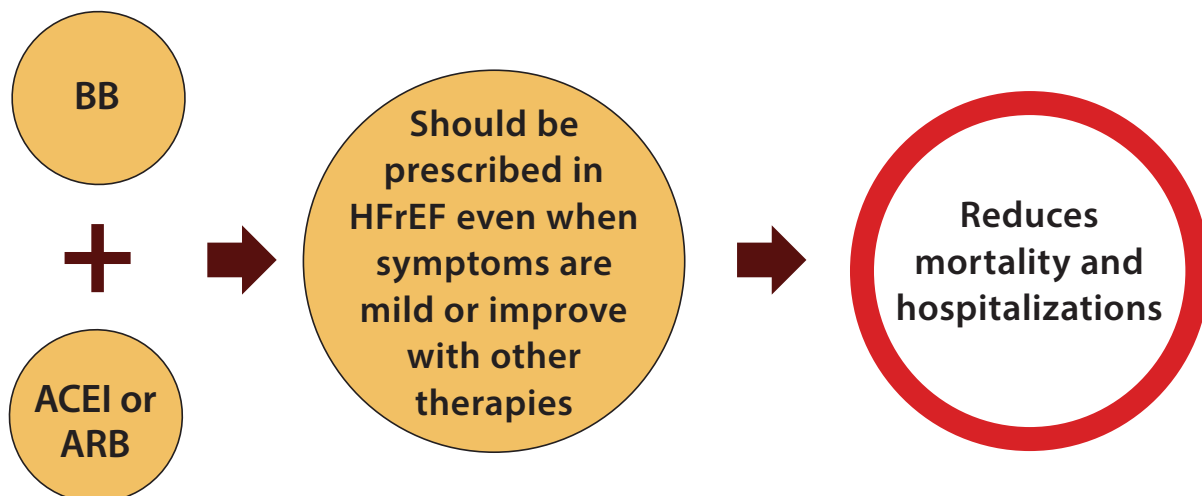 BB
+
ACEI or
ARB
Should be
prescribed in
HFrEF even when
symptoms are
mild or improve
with other
therapies
Reduces
mortality and
hospitalizations